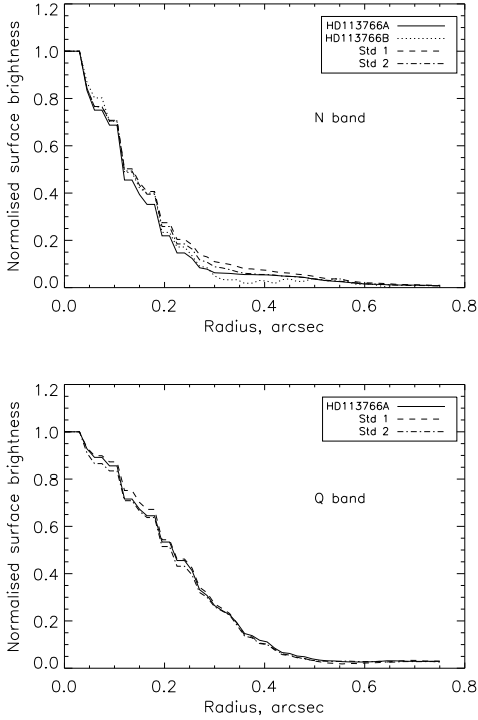 1.2
HD113766A
HD113766B
Std 1
Std 2
1.0
0.8
N band
0.6
0.4
0.2
0.0
Normalised surface brightness
0.0 0.2 0.4 0.6 0.8
Radius, arcsec
1.2
HD113766A
Std 1
Std 2
1.0
0.8
Q band
0.6
0.4
0.2
0.0
Normalised surface brightness
0.0 0.2 0.4 0.6 0.8
Radius, arcsec